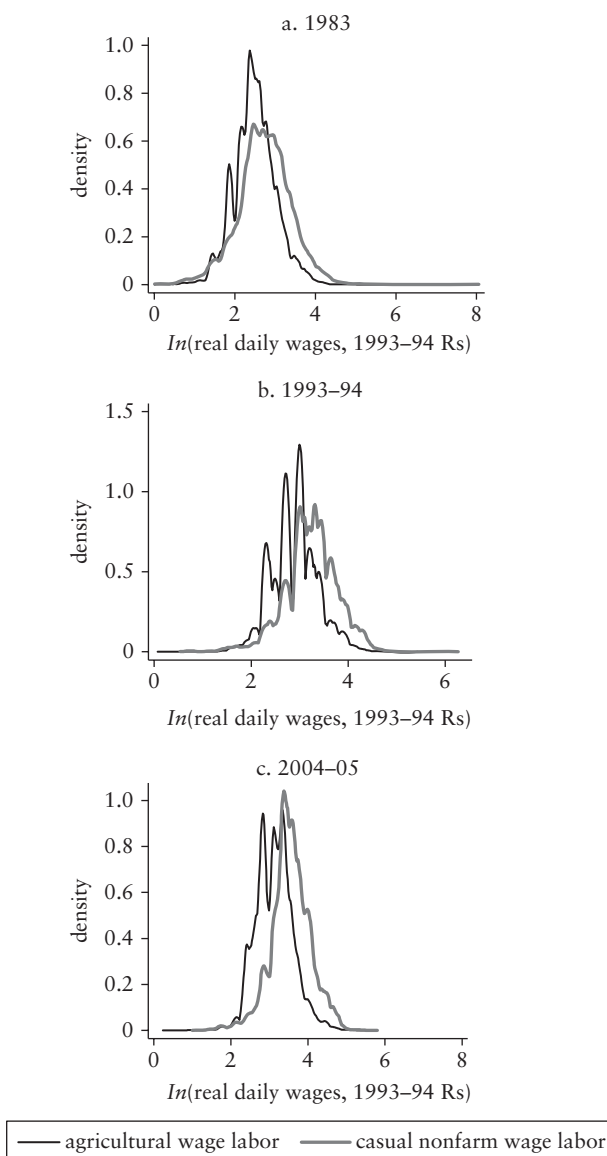 a. 1983
1.0
0.8
0.6
0.4
0.2
0
density
0 2 4 6 8
In(real daily wages, 1993–94 Rs)
b. 1993–94
1.5
1.0
0.5
0
density
0 2 4 6
In(real daily wages, 1993–94 Rs)
c. 2004–05
1.0
0.8
0.6
0.4
0.2
0
density
0 2 4 6 8
In(real daily wages, 1993–94 Rs)
agricultural wage labor casual nonfarm wage labor